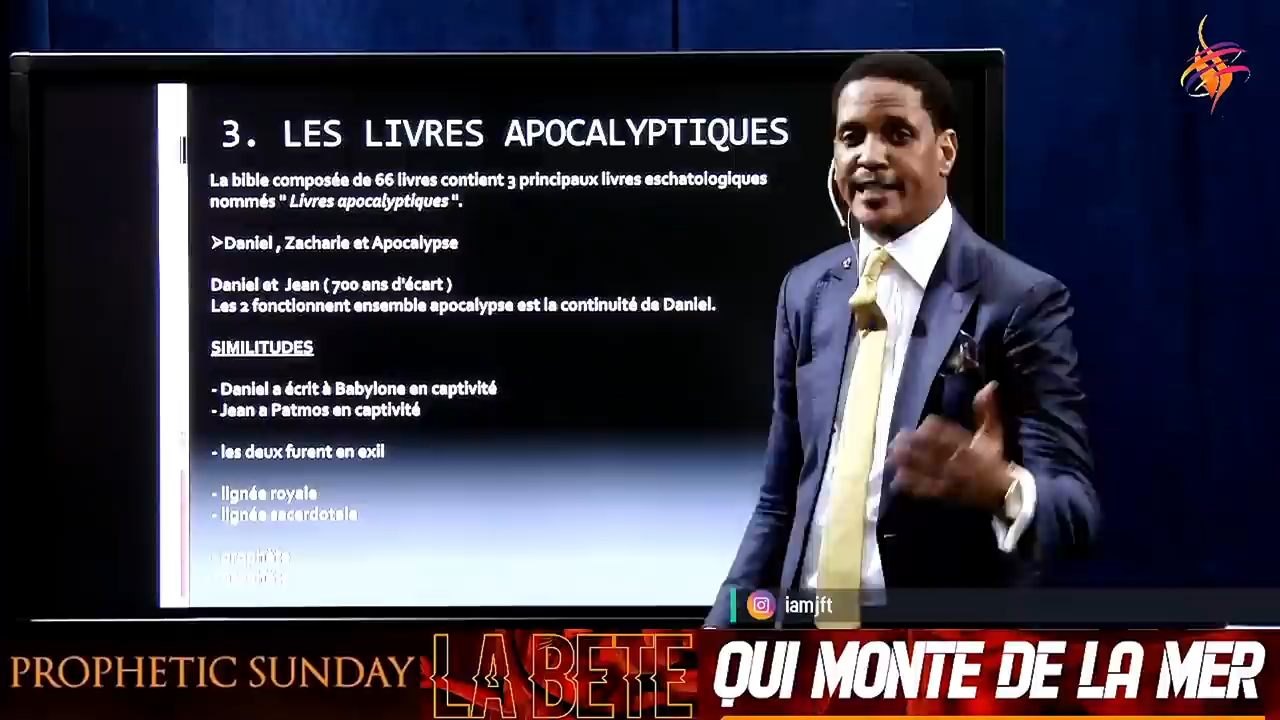 3. LES LIVRES APOCALYPTIQUES
La bible composée de 66 livres contient 3 principaux livres eschatologiques
nommés " Livres apocalyptiques ".
➤Daniel , Zacharie et Apocalypse
Daniel et Jean ( 700 ans d'écart )
Les 2 fonctionnent ensemble apocalypse est la continuité de Daniel.
SIMILITUDES
- Daniel a écrit à Babylone en captivité
- Jean a Patmos en captivité
- les deux furent en exil
- lignée royale
- lignée sacerdotale
- prophète
iamjft
PROPHETIC SUNDAY LA BETE QUI MONTE DE LA MER